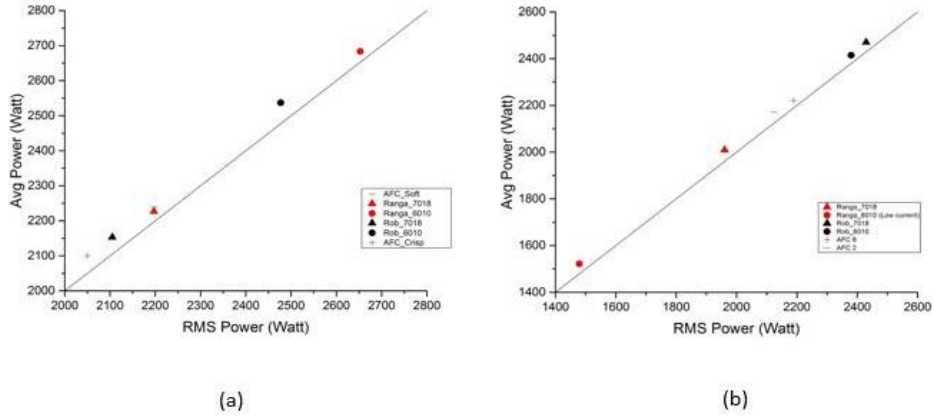 2800
2700
2600
2500
2400
2300
2200
2100
2000
Avg Power (Watt)
2000 2100 2200 2300 2400 2500 2600 2700 2800
RMS Power (Watt)
AFC_Soft
Ranga_7018
Ranga_6010
Rob_7018
Rob_6010
AFC_Crisp
(a)
2600
2400
2200
2000
1800
1600
1400
Avg Power (Watt)
1400 1600 1800 2000 2200 2400 2600
RMS Power (Watt)
Ranga_7018
Ranga_6010 (Low current)
Rob_7018
Rob_6010
AFC 8
AFC 2
(b)